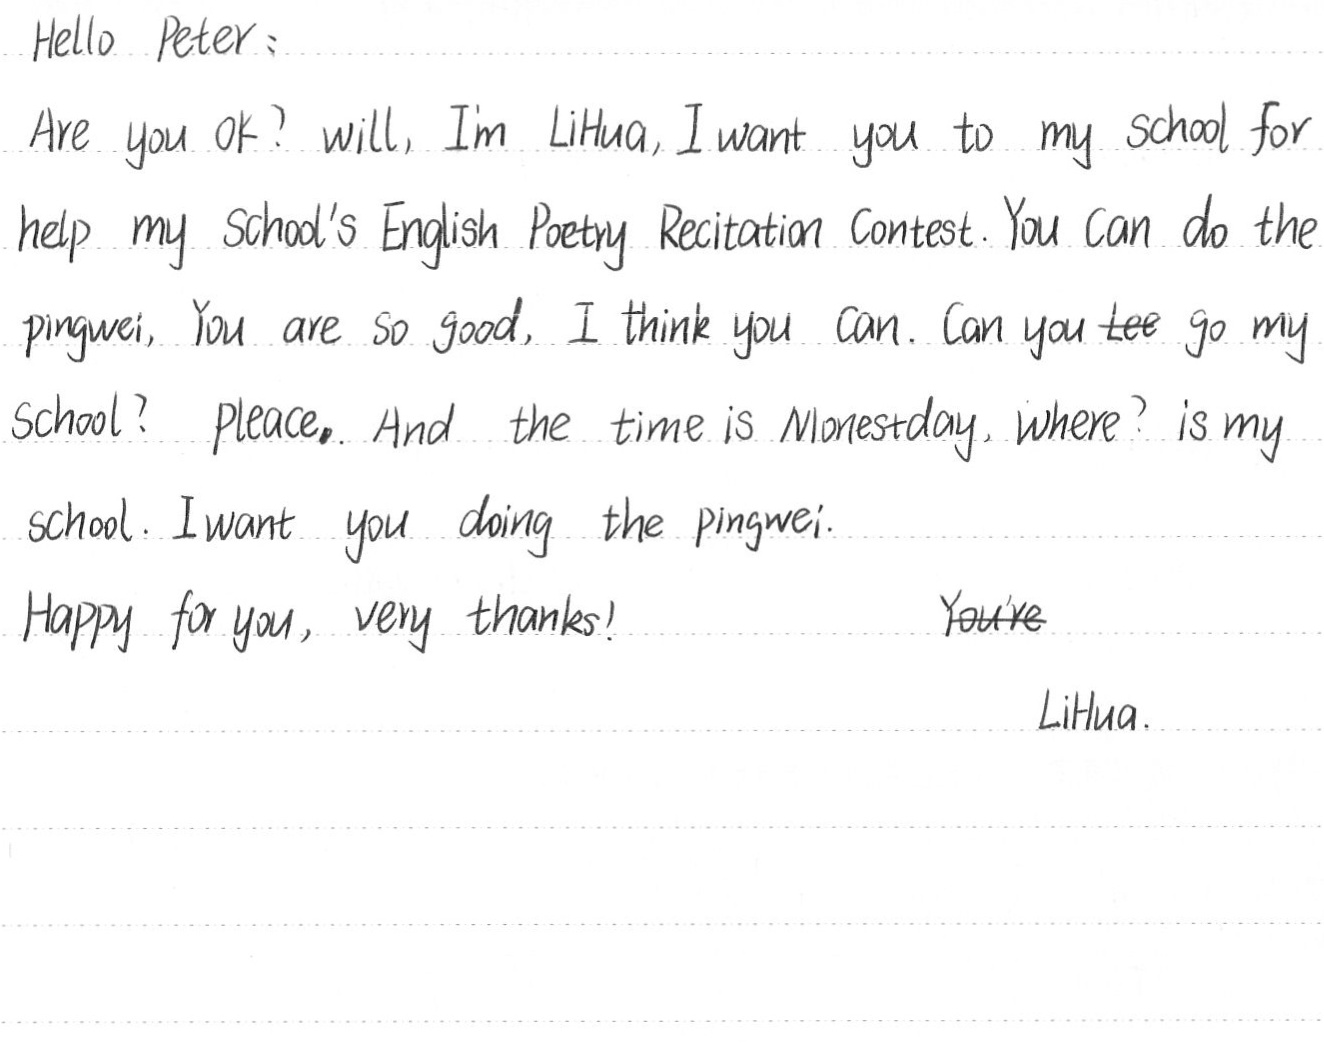 Hello Peter:
Are you OK? will, I'm LiHua, I want you to my school for
help my school's English Poetry Recitation Contest. You can do the
pingwei, You are so good, I think you can. Can you tee go my
school? pleace. And the time is Monestday, where? is my
school. I want you doing the pingwei.
Happy for you, very thanks! You're
LiHua.